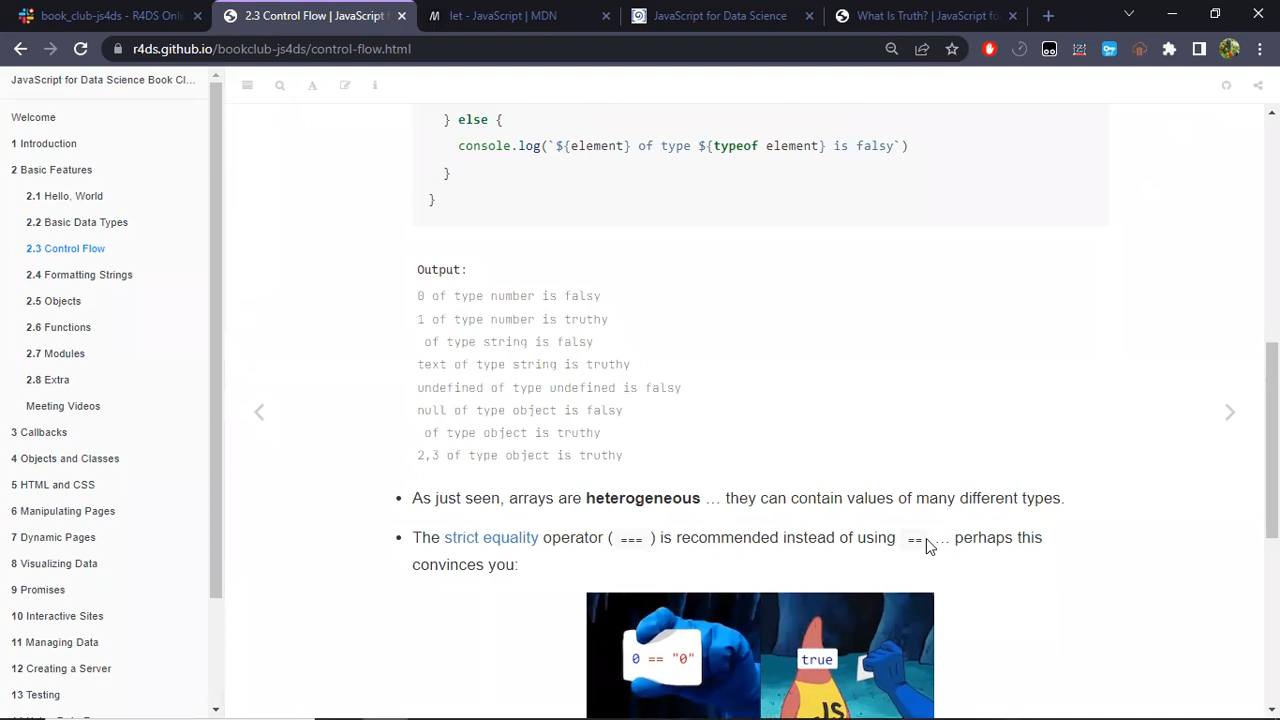 book_club-js4ds - R4DS Onli
2.3 Control Flow | JavaScript
let - JavaScript | MDN
JavaScript for Data Science
What Is Truth? | JavaScript fo
r4ds.github.io/bookclub-js4ds/control-flow.html
JavaScript for Data Science Book Cl...
Welcome
1 Introduction
2 Basic Features
2.1 Hello, World
2.2 Basic Data Types
2.3 Control Flow
2.4 Formatting Strings
2.5 Objects
2.6 Functions
2.7 Modules
2.8 Extra
Meeting Videos
3 Callbacks
4 Objects and Classes
5 HTML and CSS
6 Manipulating Pages
7 Dynamic Pages
8 Visualizing Data
9 Promises
10 Interactive Sites
11 Managing Data
12 Creating a Server
13 Testing
} else {
console.log(`${element} of type ${typeof element} is falsy`)
}
}
Output:
0 of type number is falsy
1 of type number is truthy
of type string is falsy
text of type string is truthy
undefined of type undefined is falsy
null of type object is falsy
of type object is truthy
2,3 of type object is truthy
• As just seen, arrays are heterogeneous … they can contain values of many different types.
• The strict equality operator ( === ) is recommended instead of using == … perhaps this
convinces you:
0 == "0"
true
JS